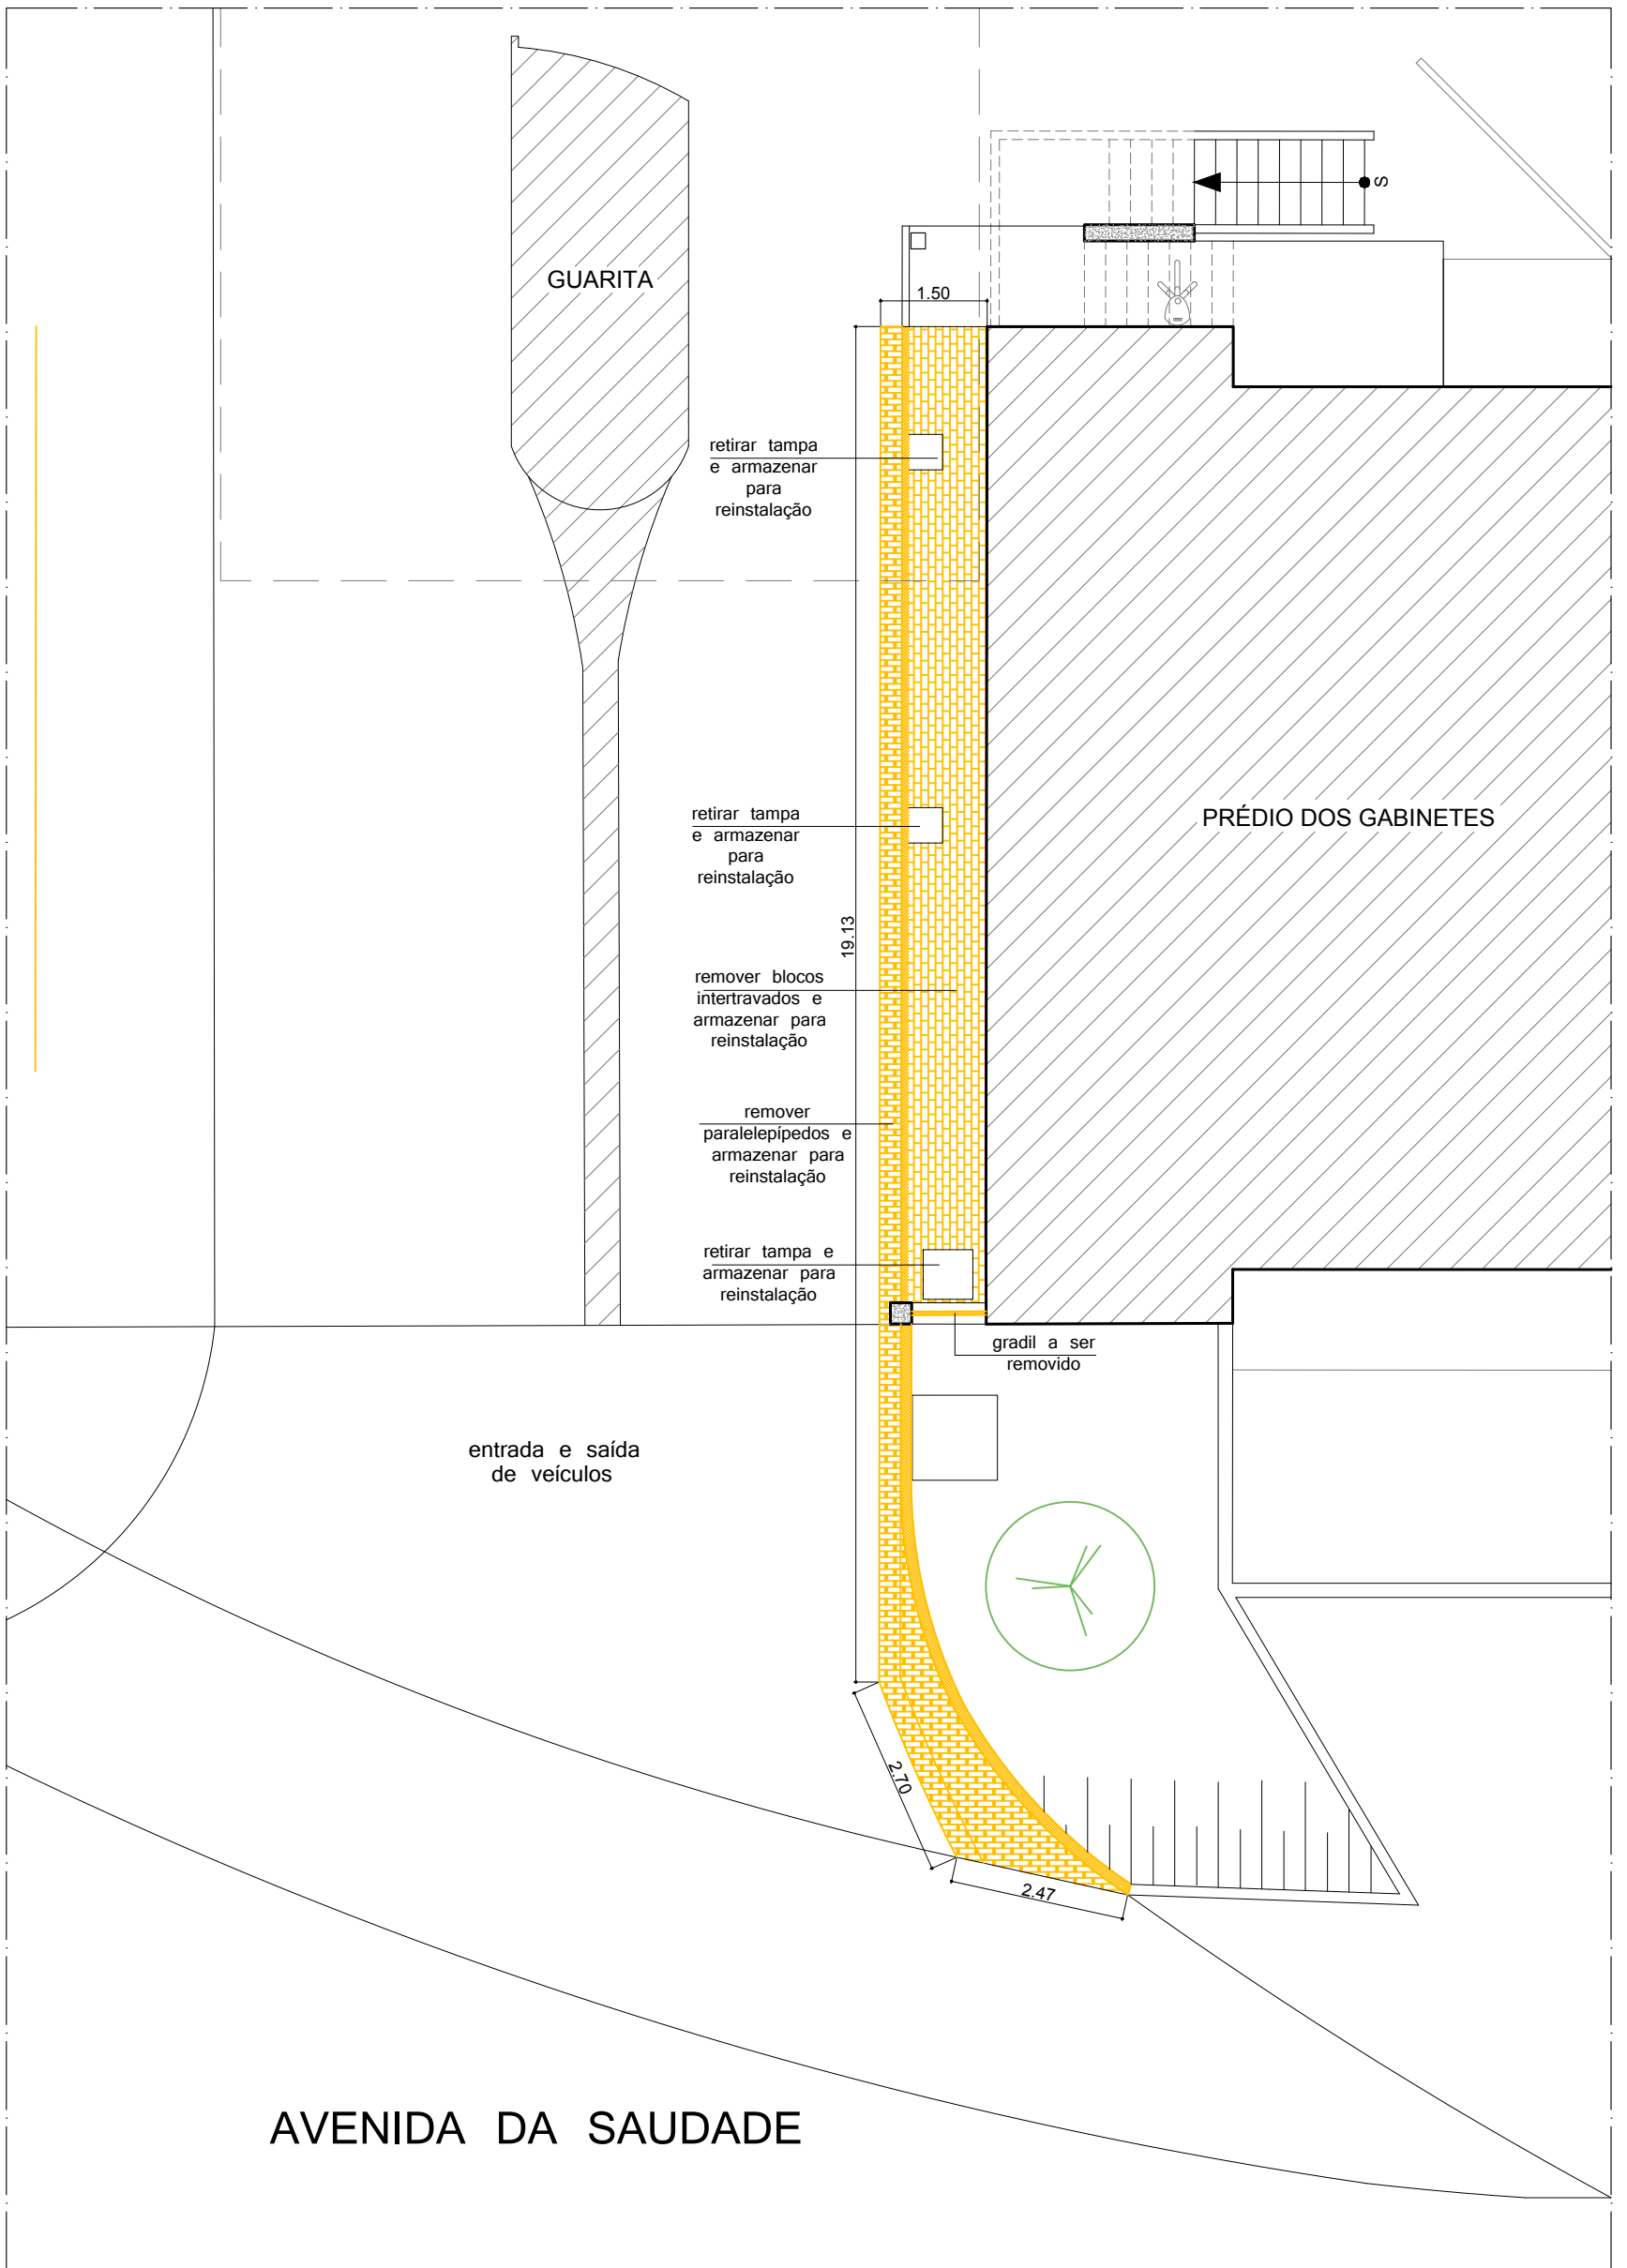 S
GUARITA
1.50
retirar tampa
e armazenar
para
reinstalação
retirar tampa
e armazenar
para
reinstalação
PRÉDIO DOS GABINETES
19.13
remover blocos
intertravados e
armazenar para
reinstalação
remover
paralelepípedos e
armazenar para
reinstalação
retirar tampa e
armazenar para
reinstalação
gradil a ser
removido
entrada e saída
de veículos
2.70
2.47
AVENIDA DA SAUDADE